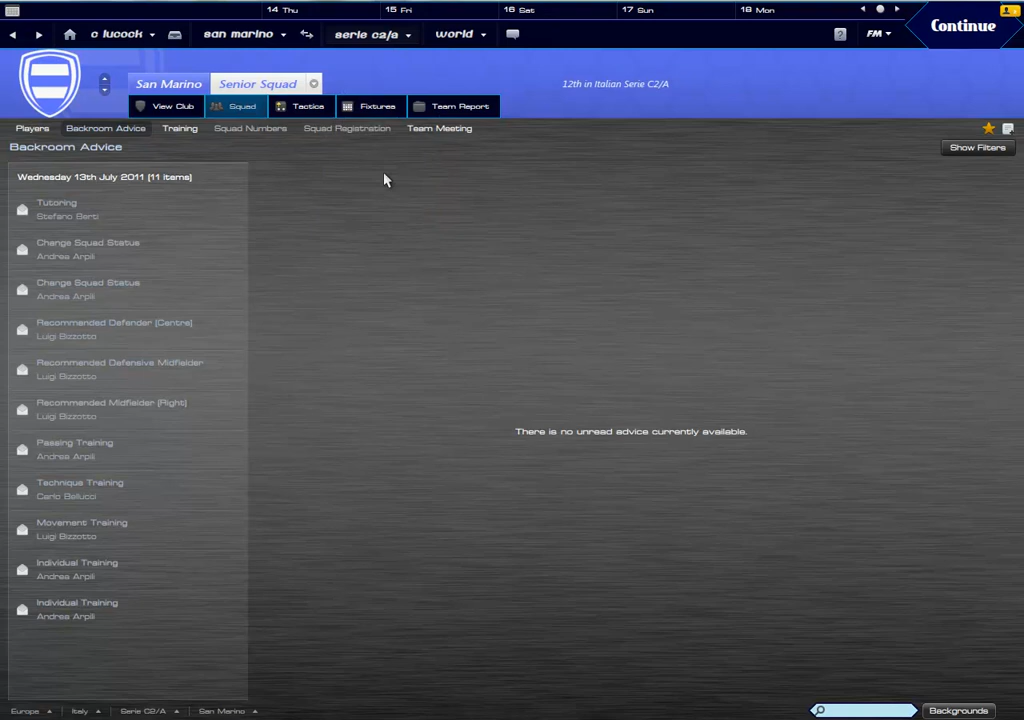 14 Thu 15 Fri 16 Sat 17 Sun 18 Mon
c lucock san marino serie c2/a world ? FM Continue
San Marino Senior Squad 12th in Italian Serie C2/A
View Club Squad Tactics Fixtures Team Report
Players Backroom Advice Training Squad Numbers Squad Registration Team Meeting
Backroom Advice Show Filters
Wednesday 13th July 2011 [11 items]
Tutoring
Stefano Berti
Change Squad Status
Andrea Arpili
Change Squad Status
Andrea Arpili
Recommended Defender [Centre]
Luigi Bizzotto
Recommended Defensive Midfielder
Luigi Bizzotto
Recommended Midfielder [Right]
Luigi Bizzotto
There is no unread advice currently available.
Passing Training
Andrea Arpili
Technique Training
Carlo Bellucci
Movement Training
Luigi Bizzotto
Individual Training
Andrea Arpili
Individual Training
Andrea Arpili
Europe Italy Serie C2/A San Marino Backgrounds